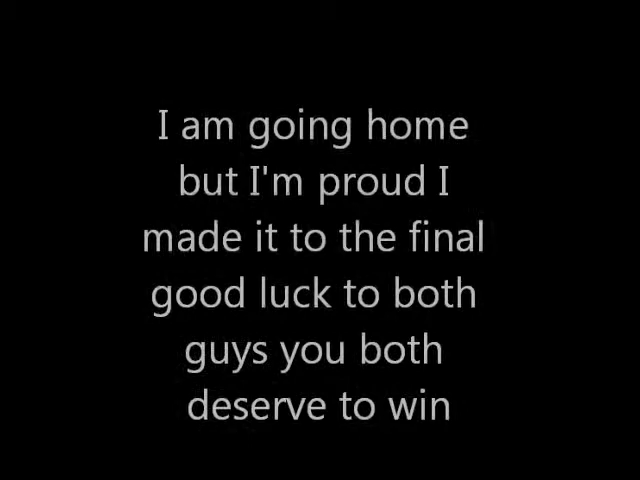 I am going home
but I'm proud I
made it to the final
good luck to both
guys you both
deserve to win